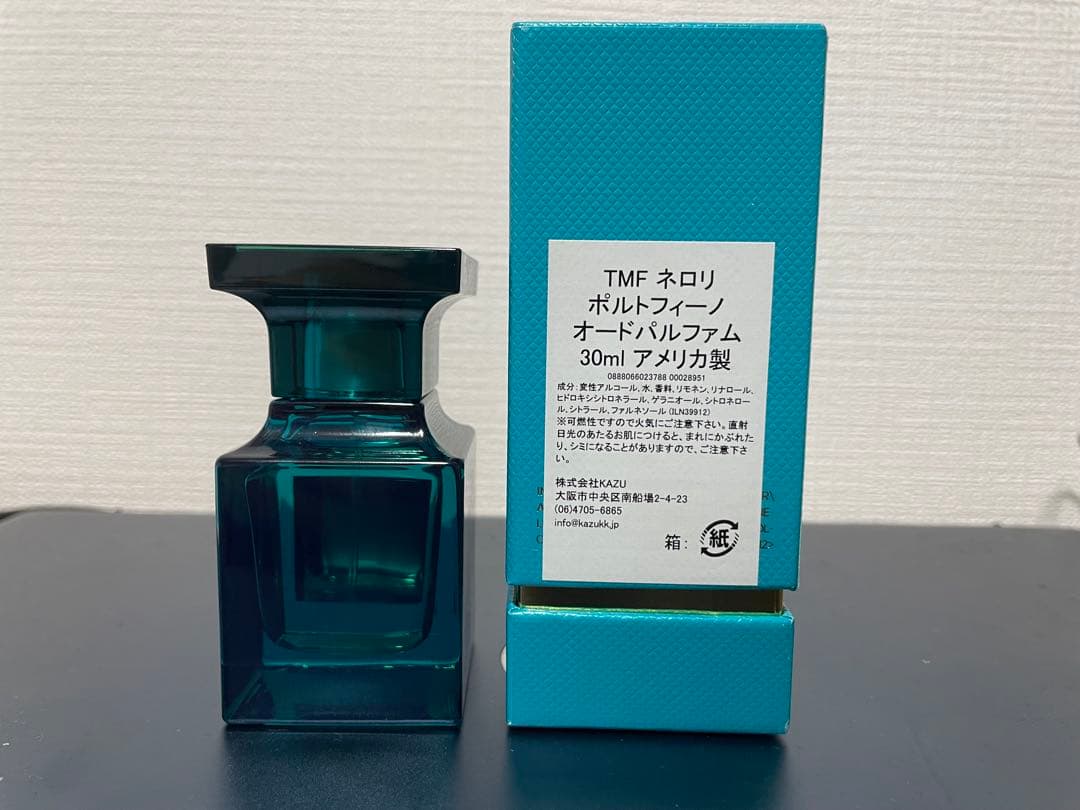 TMF ネロリ
ポルトフィーノ
オードパルファム
30ml アメリカ製
0888066023788 00028951
成分:変性アルコール、水、香料、リモネン、リナロール、
ヒドロキシシトロネラール、ゲラニオール、シトロネロー
ル、シトラール、ファルネソール (ILN39912)
※可燃性ですので火気にご注意下さい。直射
日光のあたるお肌につけると、まれにかぶれた
り、シミになることがありますので、ご注意下さ
い。
株式会社KAZU
大阪市中央区南船場2-4-23
(06)4705-6865
info@kazukk.jp
箱: 紙